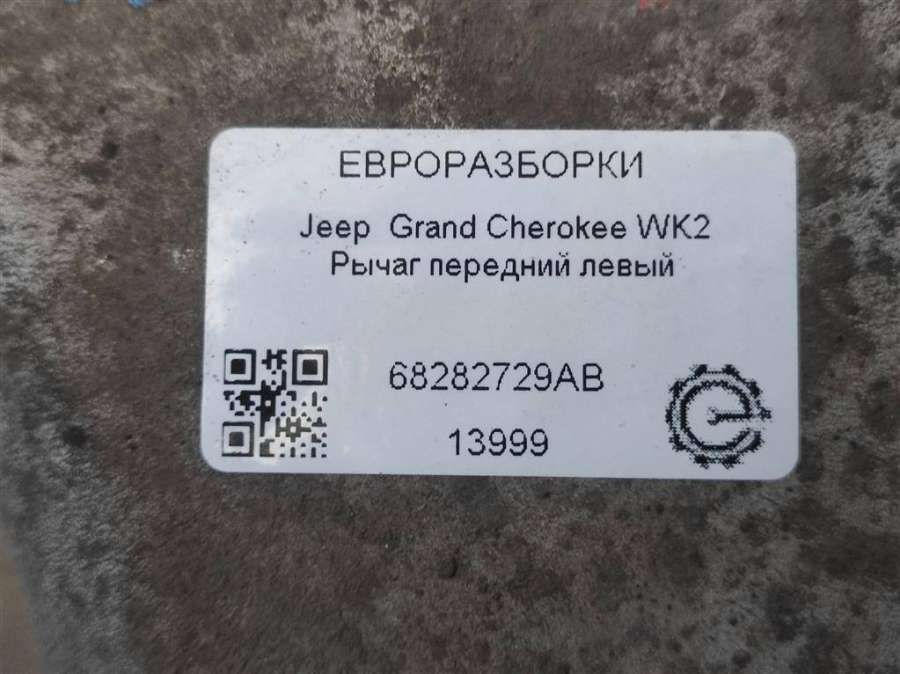 ЕВРОРАЗБОРКИ
Jeep Grand Cherokee WK2
Рычаг передний левый
68282729AB
13999